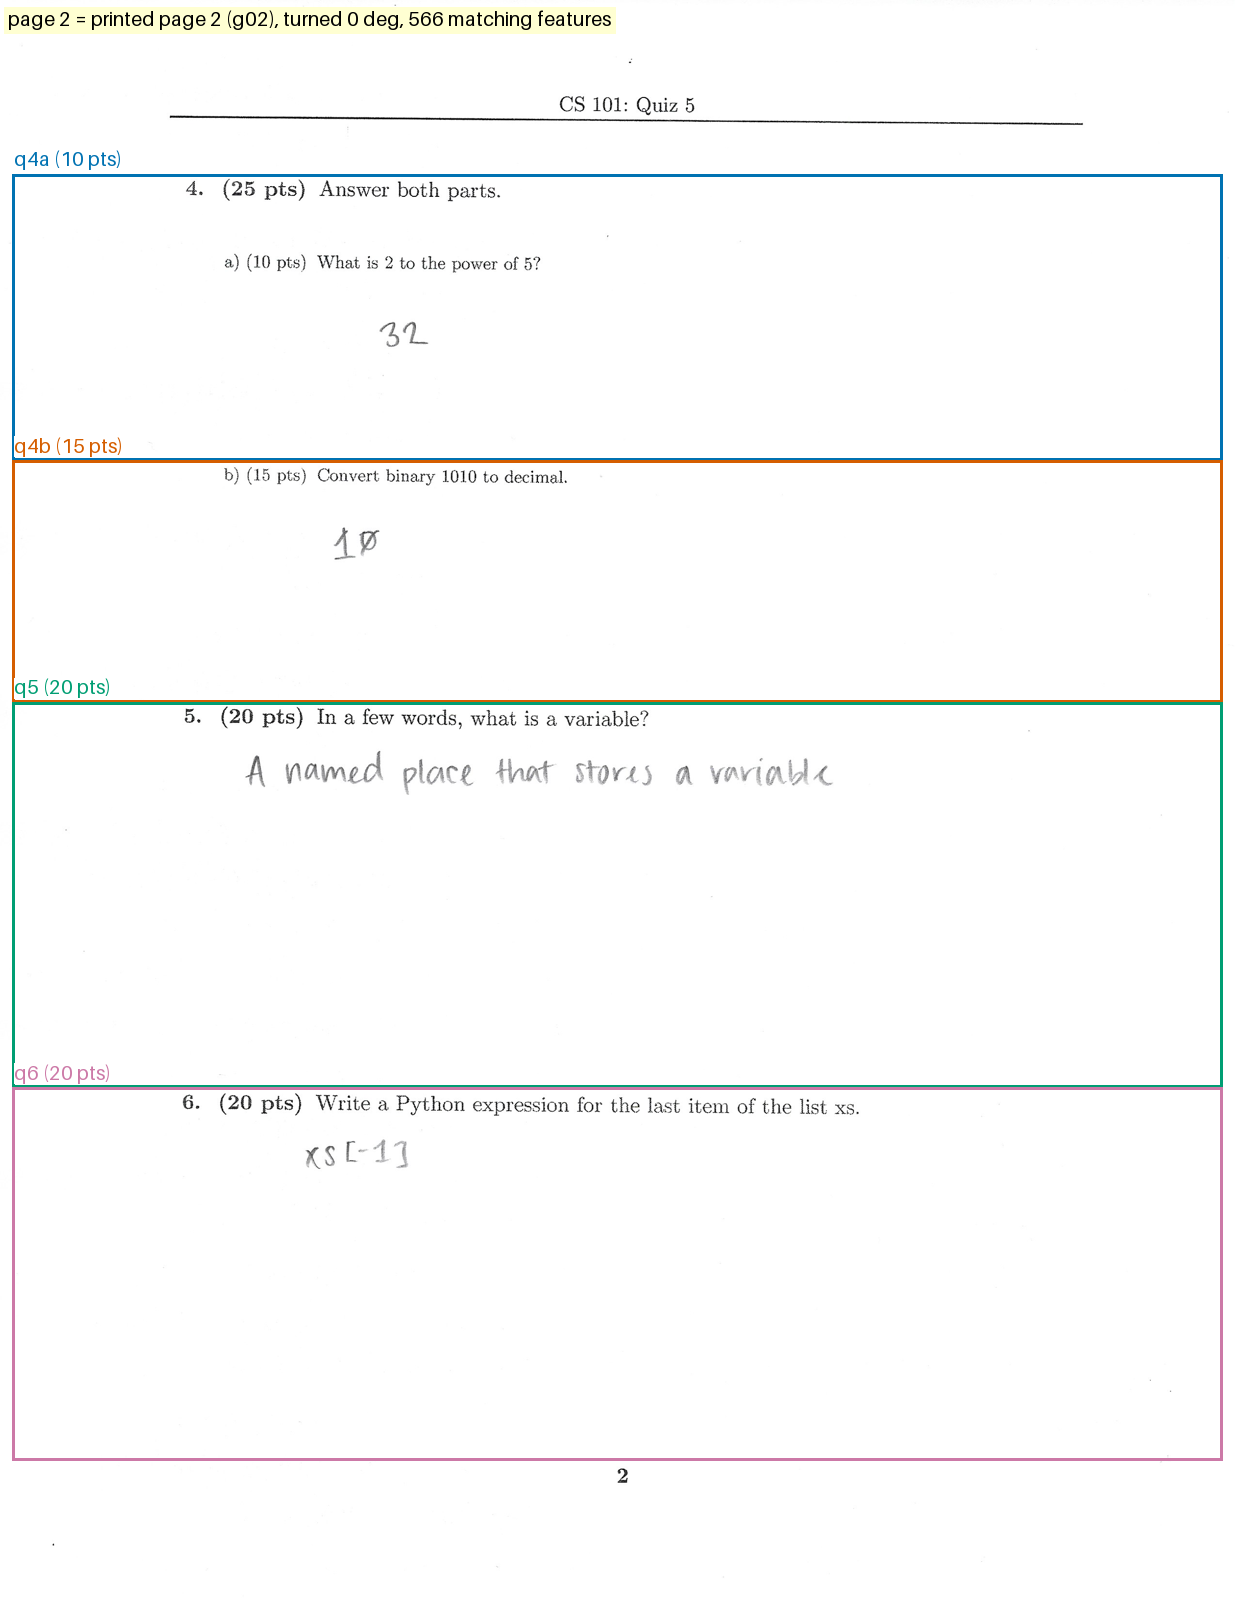 page 2 = printed page 2 (g02), turned 0 deg, 566 matching features
CS 101: Quiz 5
q4a (10 pts)
4. (25 pts) Answer both parts.
a) (10 pts) What is 2 to the power of 5?
32
q4b (15 pts)
b) (15 pts) Convert binary 1010 to decimal.
10
q5 (20 pts)
5. (20 pts) In a few words, what is a variable?
A named place that stores a variable
q6 (20 pts)
6. (20 pts) Write a Python expression for the last item of the list xs.
xs[-1]
2